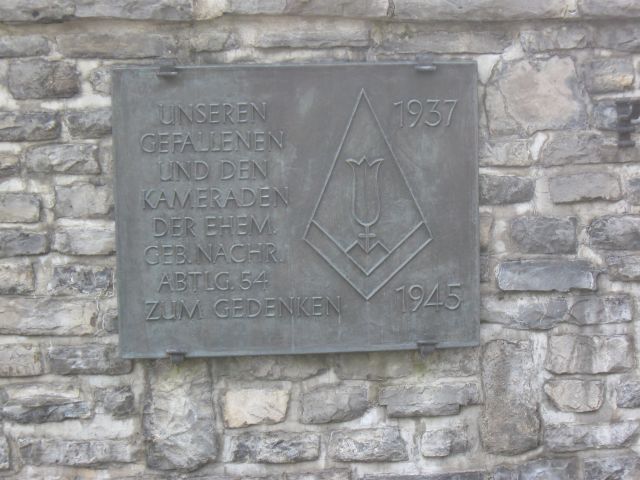 UNSEREN
GEFALLENEN
UND DEN
KAMERADEN
DER EHEM.
GEB. NACHR.
ABTLG. 54
ZUM GEDENKEN
1937
1945